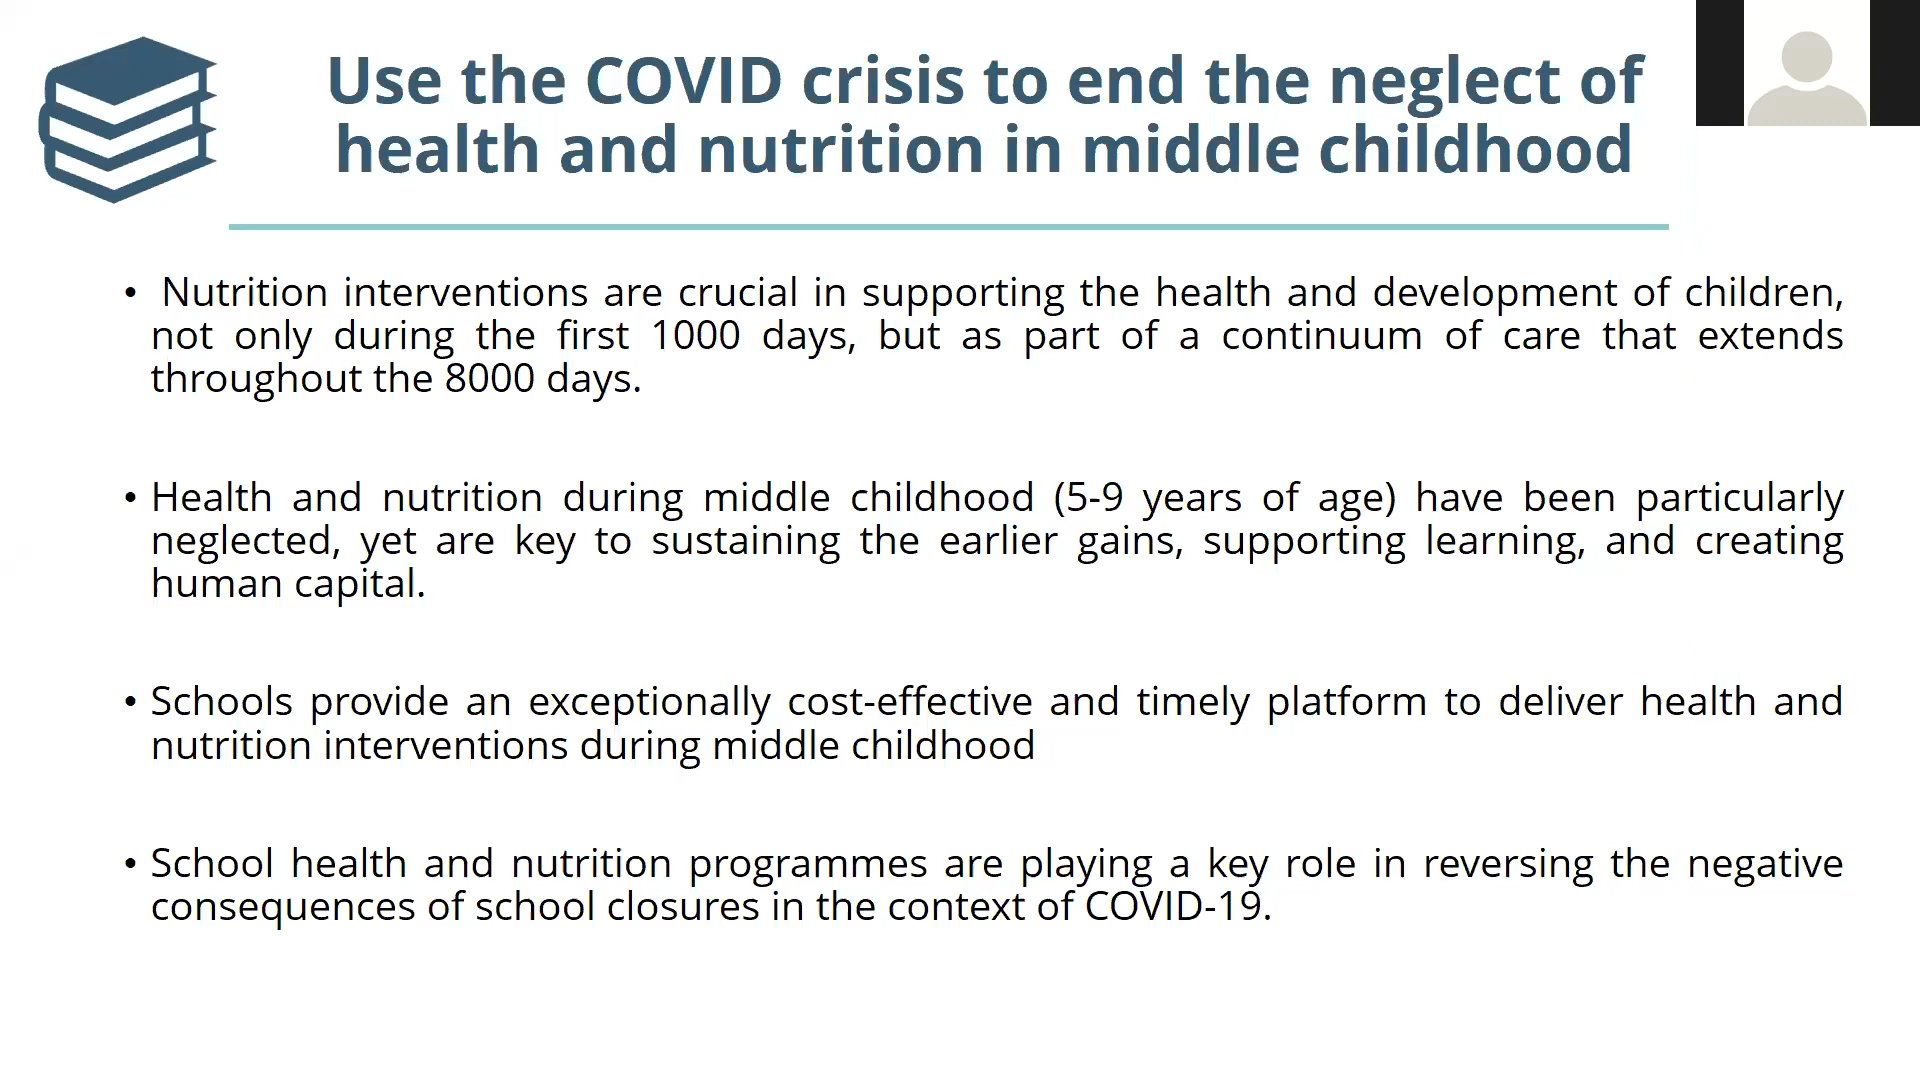 Use the COVID crisis to end the neglect of
health and nutrition in middle childhood
• Nutrition interventions are crucial in supporting the health and development of children,
not only during the first 1000 days, but as part of a continuum of care that extends
throughout the 8000 days.
• Health and nutrition during middle childhood (5-9 years of age) have been particularly
neglected, yet are key to sustaining the earlier gains, supporting learning, and creating
human capital.
• Schools provide an exceptionally cost-effective and timely platform to deliver health and
nutrition interventions during middle childhood
• School health and nutrition programmes are playing a key role in reversing the negative
consequences of school closures in the context of COVID-19.